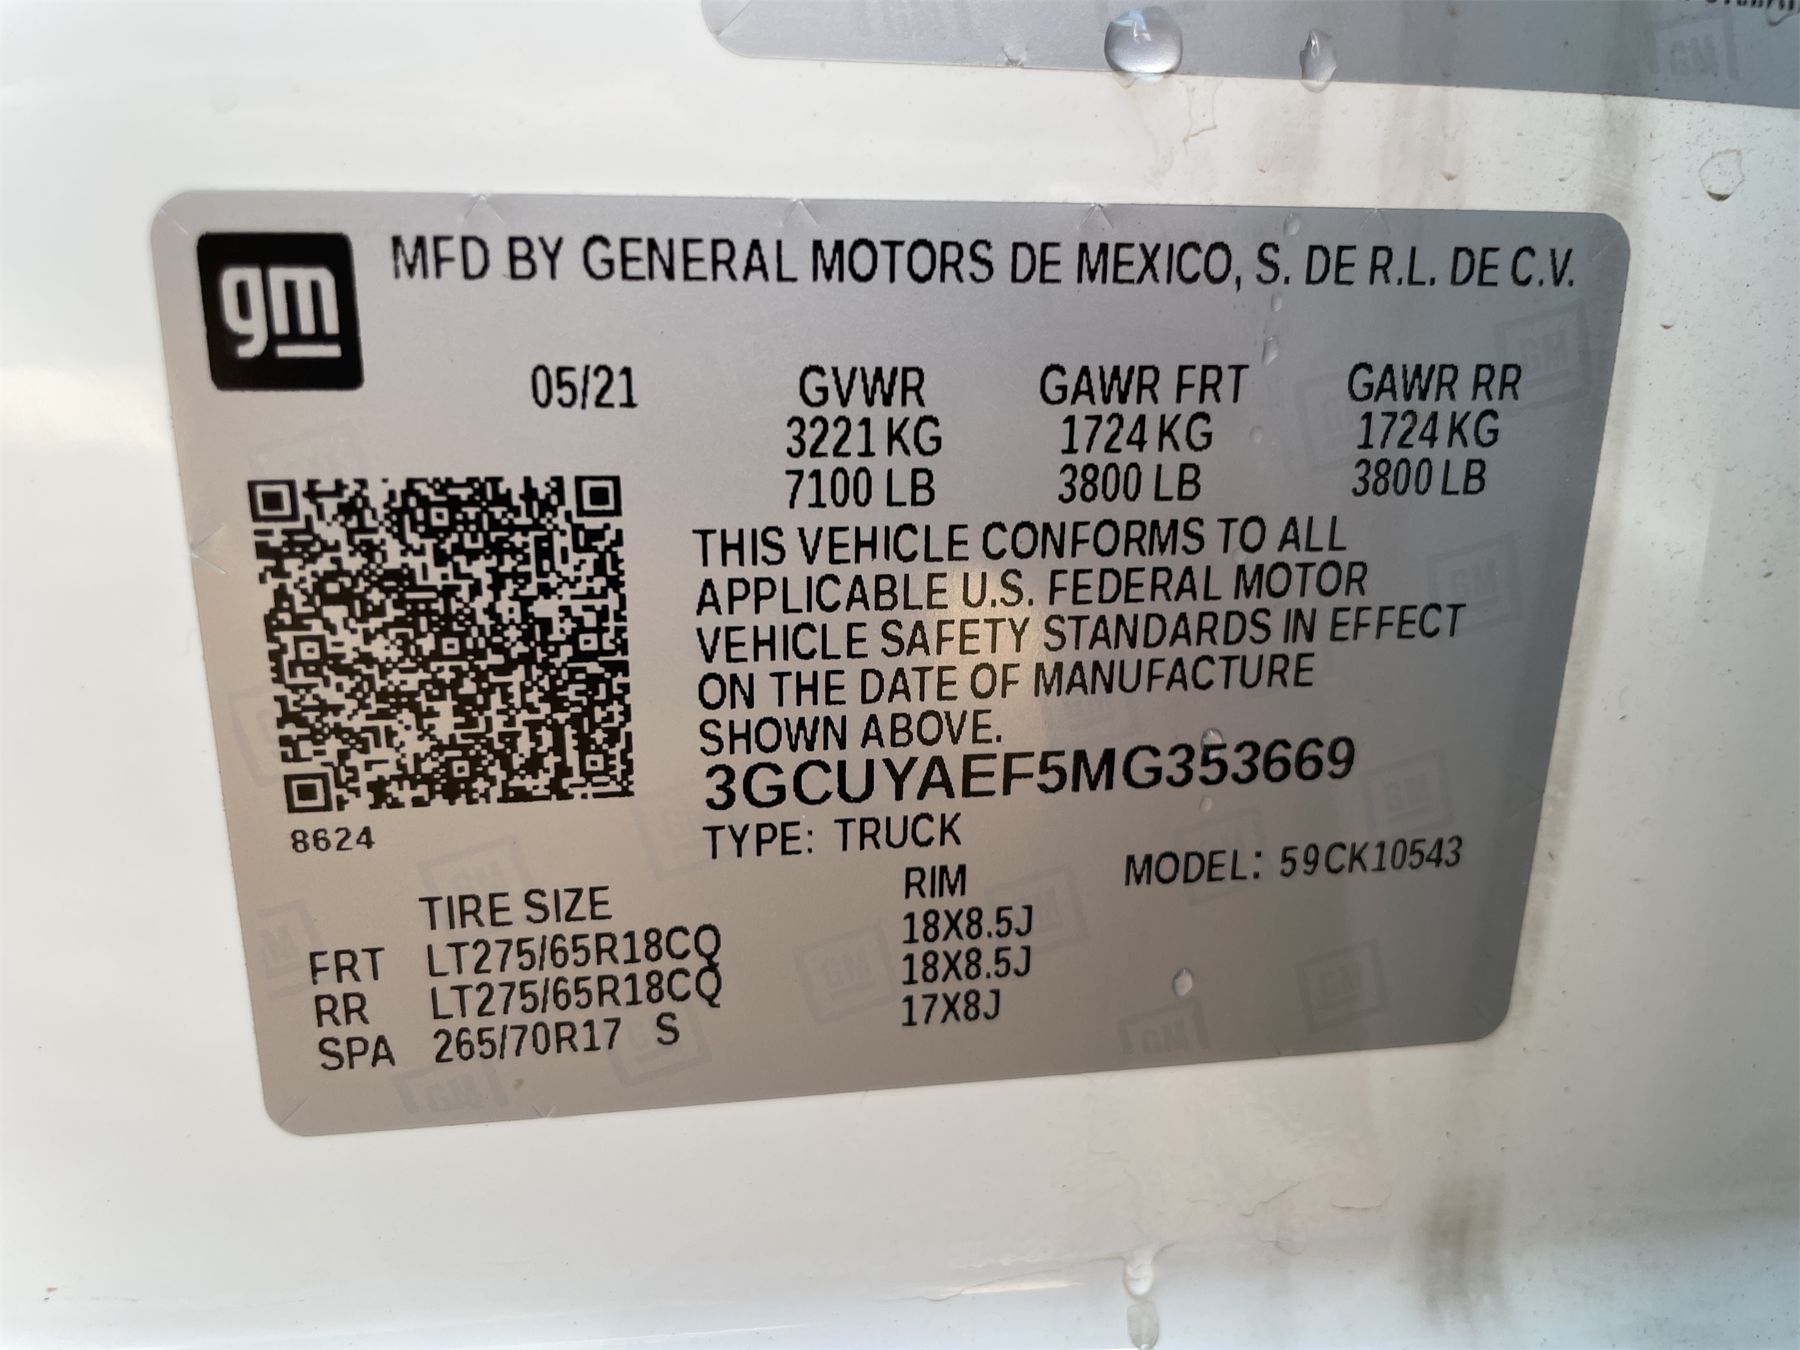 gm
MFD BY GENERAL MOTORS DE MEXICO, S. DE R.L. DE C.V.
05/21 GVWR GAWR FRT GAWR RR
3221 KG 1724 KG 1724 KG
7100 LB 3800 LB 3800 LB
THIS VEHICLE CONFORMS TO ALL
APPLICABLE U.S. FEDERAL MOTOR
VEHICLE SAFETY STANDARDS IN EFFECT
ON THE DATE OF MANUFACTURE
SHOWN ABOVE.
3GCUYAEF5MG353669
8624
TYPE: TRUCK
MODEL: 59CK10543
TIRE SIZE RIM
FRT LT275/65R18CQ 18X8.5J
RR LT275/65R18CQ 18X8.5J
SPA 265/70R17 S 17X8J